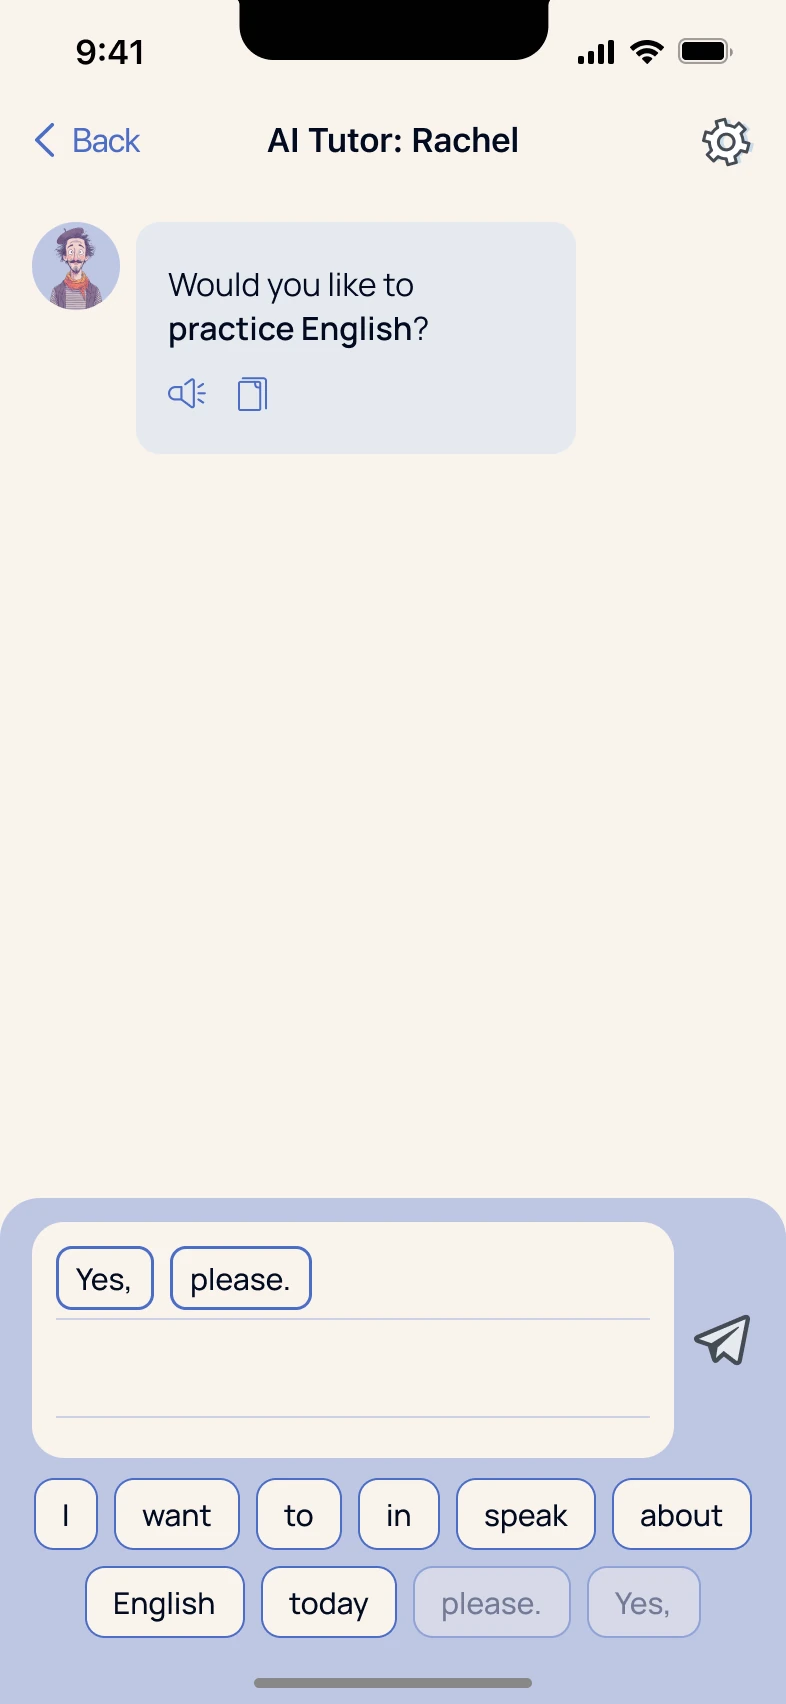 9:41
Back AI Tutor: Rachel
Would you like to
practice English?
Yes, please.
I want to in speak about
English today please. Yes,